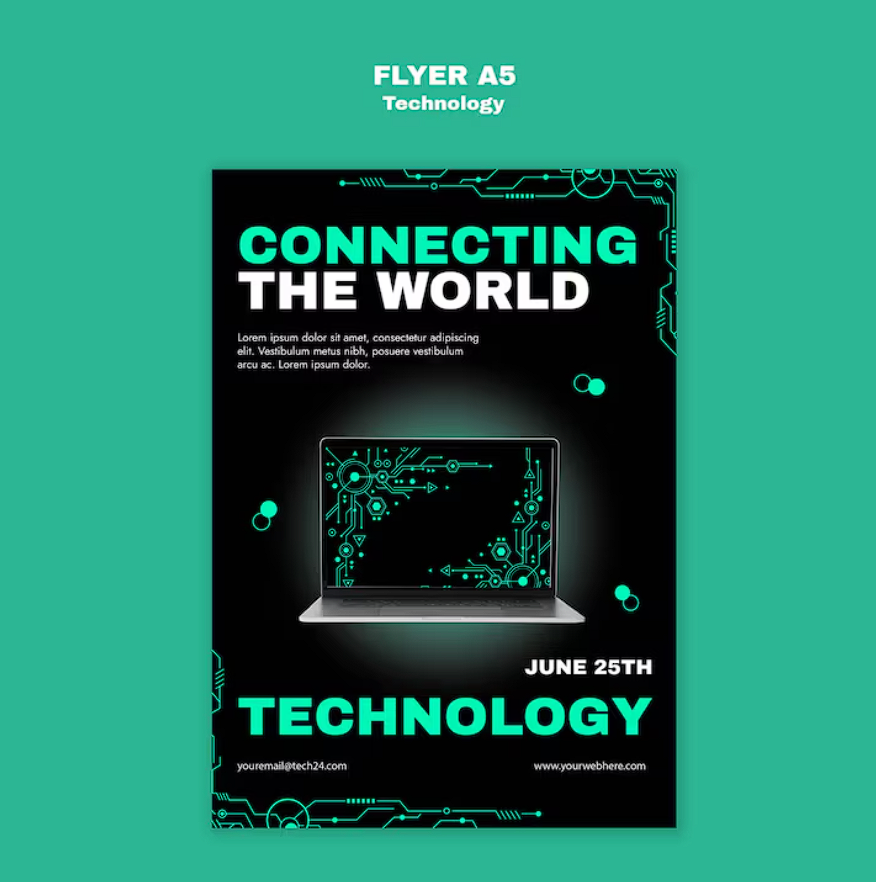 FLYER A5
Technology
CONNECTING
THE WORLD
Lorem ipsum dolor sit amet, consectetur adipiscing
elit. Vestibulum metus nibh, posuere vestibulum
arcu ac. Lorem ipsum dolor.
JUNE 25TH
TECHNOLOGY
youremail@tech24.com
www.yourwebhere.com